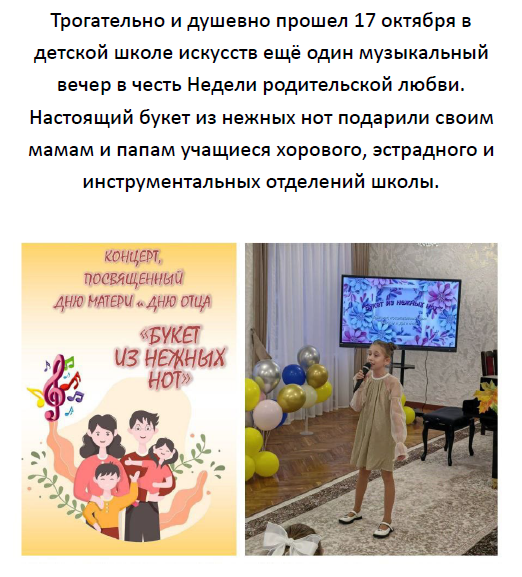 Трогательно и душевно прошел 17 октября в
детской школе искусств ещё один музыкальный
вечер в честь Недели родительской любви.
Настоящий букет из нежных нот подарили своим
мамам и папам учащиеся хорового, эстрадного и
инструментальных отделений школы.
КОНЦЕРТ,
ПОСВЯЩЕННЫЙ
ДНЮ МАТЕРИ и ДНЮ ОТЦА
«БУКЕТ
ИЗ НЕЖНЫХ
НОТ»
БУКЕТ ИЗ НЕЖНЫХ НОТ